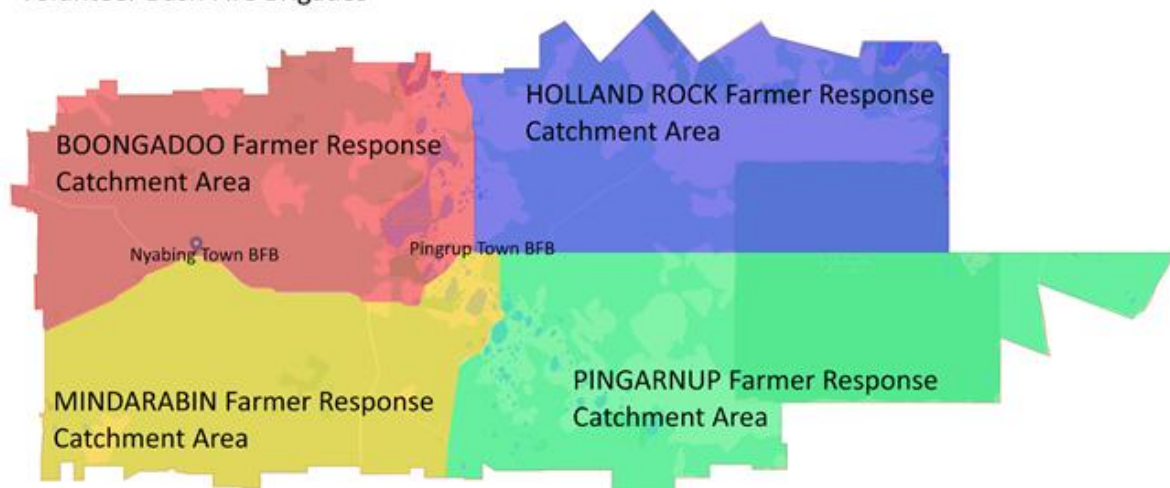 BOONGADOO Farmer Response
Catchment Area
HOLLAND ROCK Farmer Response
Catchment Area
Nyabing Town BFB
Pingrup Town BFB
MINDARABIN Farmer Response
Catchment Area
PINGARNUP Farmer Response
Catchment Area